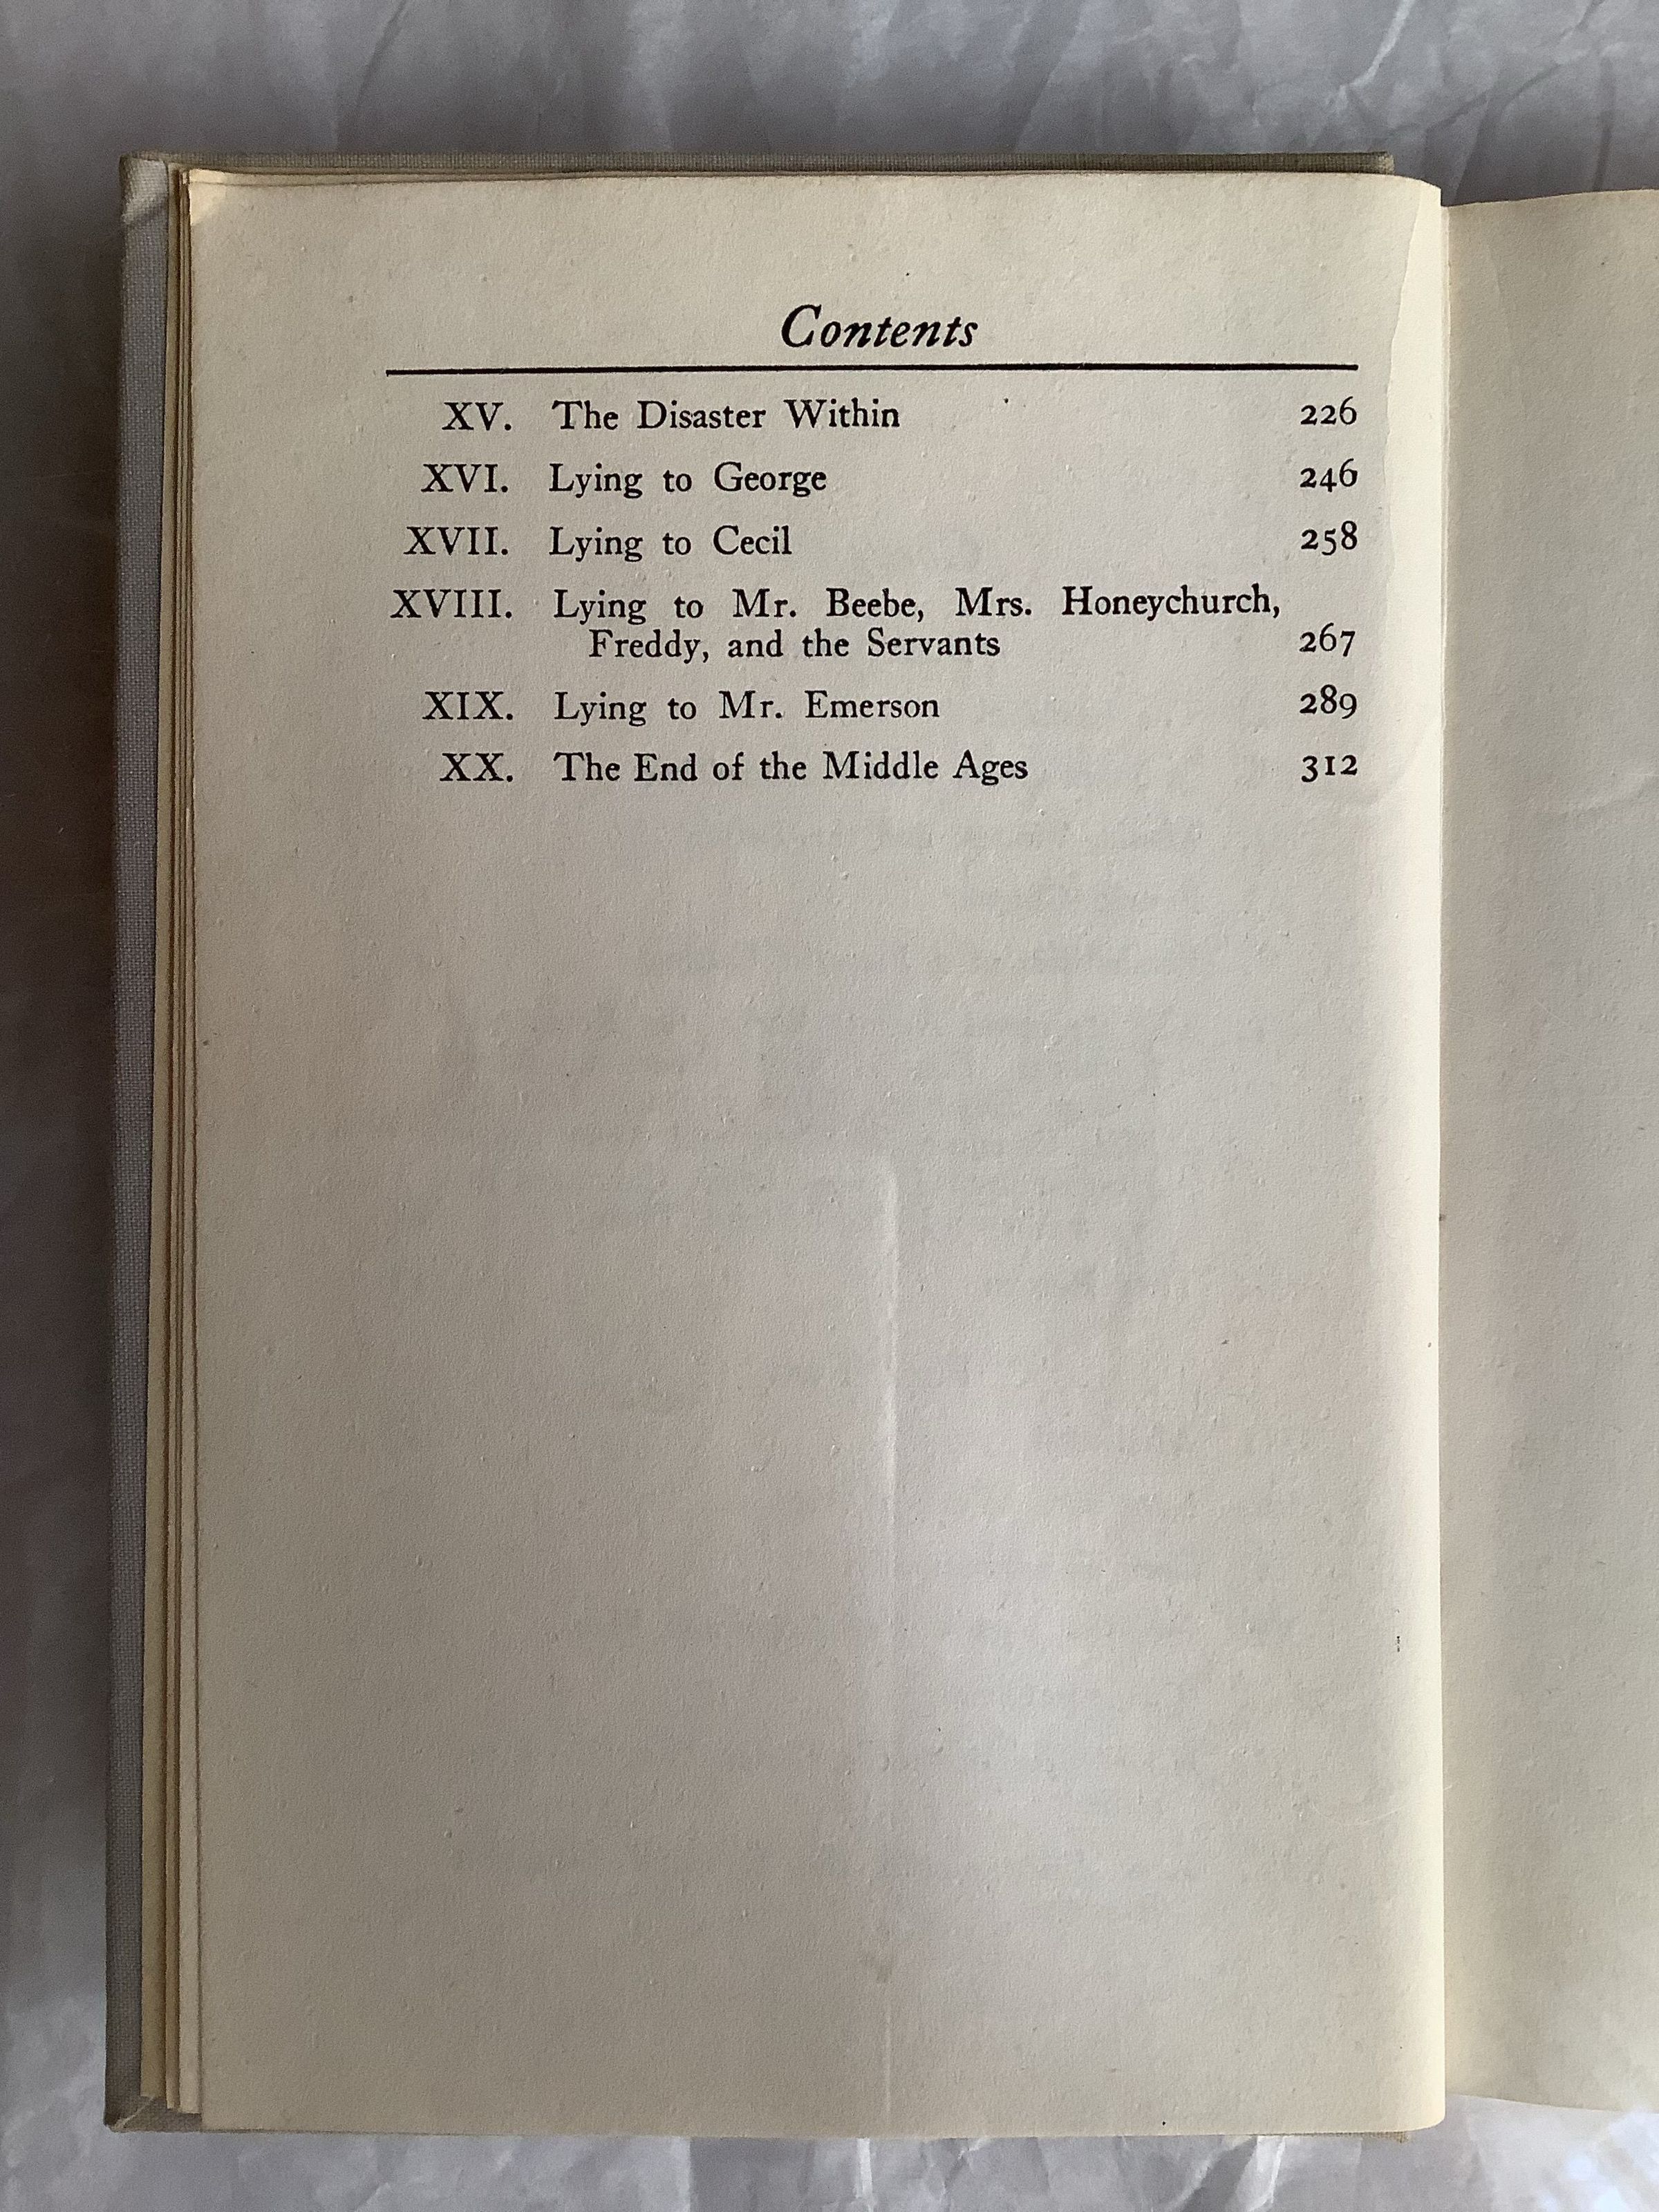 Contents
XV. The Disaster Within 226
XVI. Lying to George 246
XVII. Lying to Cecil 258
XVIII. Lying to Mr. Beebe, Mrs. Honeychurch,
Freddy, and the Servants 267
XIX. Lying to Mr. Emerson 289
XX. The End of the Middle Ages 312